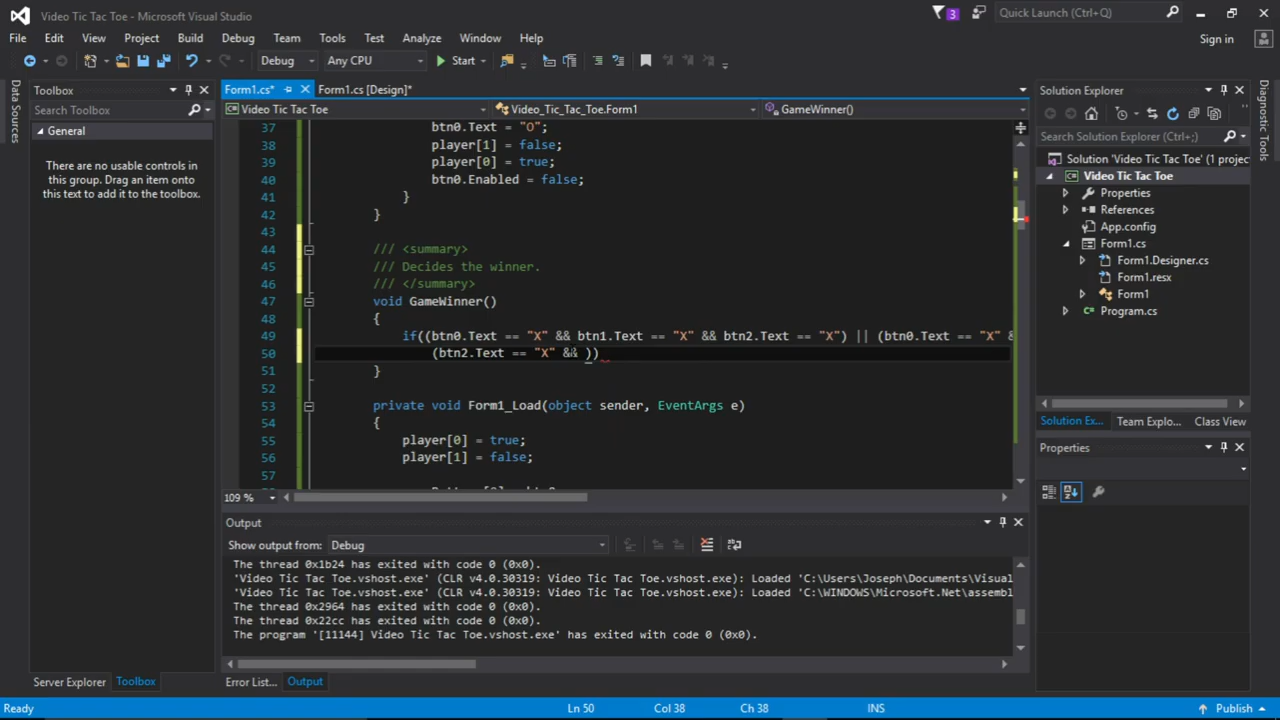 Video Tic Tac Toe - Microsoft Visual Studio
3
Quick Launch (Ctrl+Q)
File Edit View Project Build Debug Team Tools Test Analyze Window Help
Sign in
Debug Any CPU Start
Data Sources
Toolbox
Search Toolbox
General
There are no usable controls in
this group. Drag an item onto
this text to add it to the toolbox.
Server Explorer Toolbox
Form1.cs* Form1.cs [Design]*
Video Tic Tac Toe Video_Tic_Tac_Toe.Form1 GameWinner()
37 btn0.Text = "O";
38 player[1] = false;
39 player[0] = true;
40 btn0.Enabled = false;
41 }
42 }
43
44 /// <summary>
45 /// Decides the winner.
46 /// </summary>
47 void GameWinner()
48 {
49 if((btn0.Text == "X" && btn1.Text == "X" && btn2.Text == "X") || (btn0.Text == "X" &
50 (btn2.Text == "X" && ))
51 }
52
53 private void Form1_Load(object sender, EventArgs e)
54 {
55 player[0] = true;
56 player[1] = false;
57
109 %
Output
Show output from: Debug
The thread 0x1b24 has exited with code 0 (0x0).
'Video Tic Tac Toe.vshost.exe' (CLR v4.0.30319: Video Tic Tac Toe.vshost.exe): Loaded 'C:\Users\Joseph\Documents\Visual
'Video Tic Tac Toe.vshost.exe' (CLR v4.0.30319: Video Tic Tac Toe.vshost.exe): Loaded 'C:\WINDOWS\Microsoft.Net\assembl
The thread 0x2964 has exited with code 0 (0x0).
The thread 0x22cc has exited with code 0 (0x0).
The program '[11144] Video Tic Tac Toe.vshost.exe' has exited with code 0 (0x0).
Error List... Output
Solution Explorer
Search Solution Explorer (Ctrl+;)
Solution 'Video Tic Tac Toe' (1 projec
Video Tic Tac Toe
Properties
References
App.config
Form1.cs
Form1.Designer.cs
Form1.resx
Form1
Program.cs
Solution Ex... Team Explo... Class View
Properties
Diagnostic Tools
Ready Ln 50 Col 38 Ch 38 INS Publish